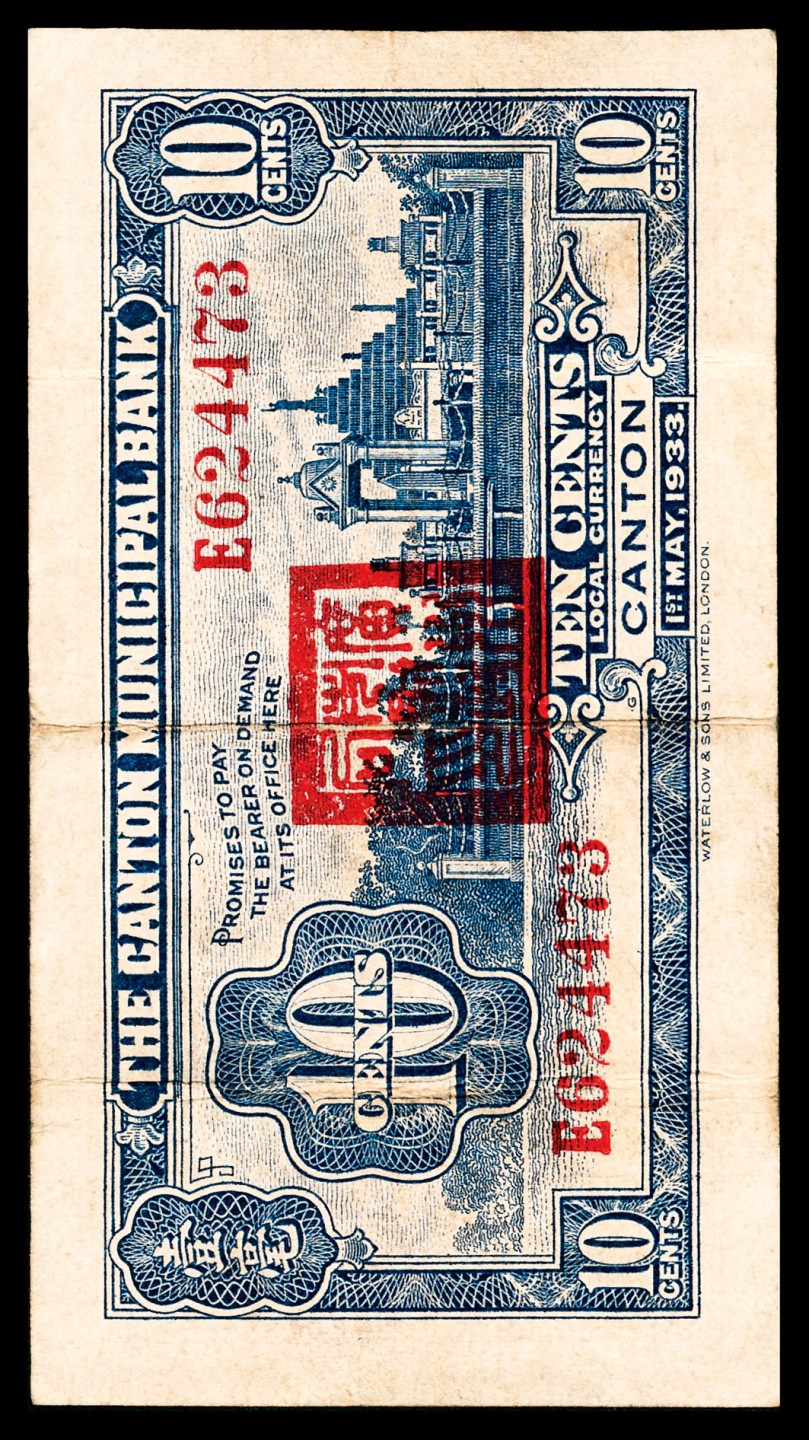 壹毫
THE CANTON MUNICIPAL BANK
10 CENTS
E624473
PROMISES TO PAY
THE BEARER ON DEMAND
AT ITS OFFICE HERE
10 CENTS
E624473
TEN CENTS
LOCAL CURRENCY
CANTON
1ST MAY, 1933.
10 CENTS
10 CENTS
G
WATERLOW & SONS LIMITED, LONDON.